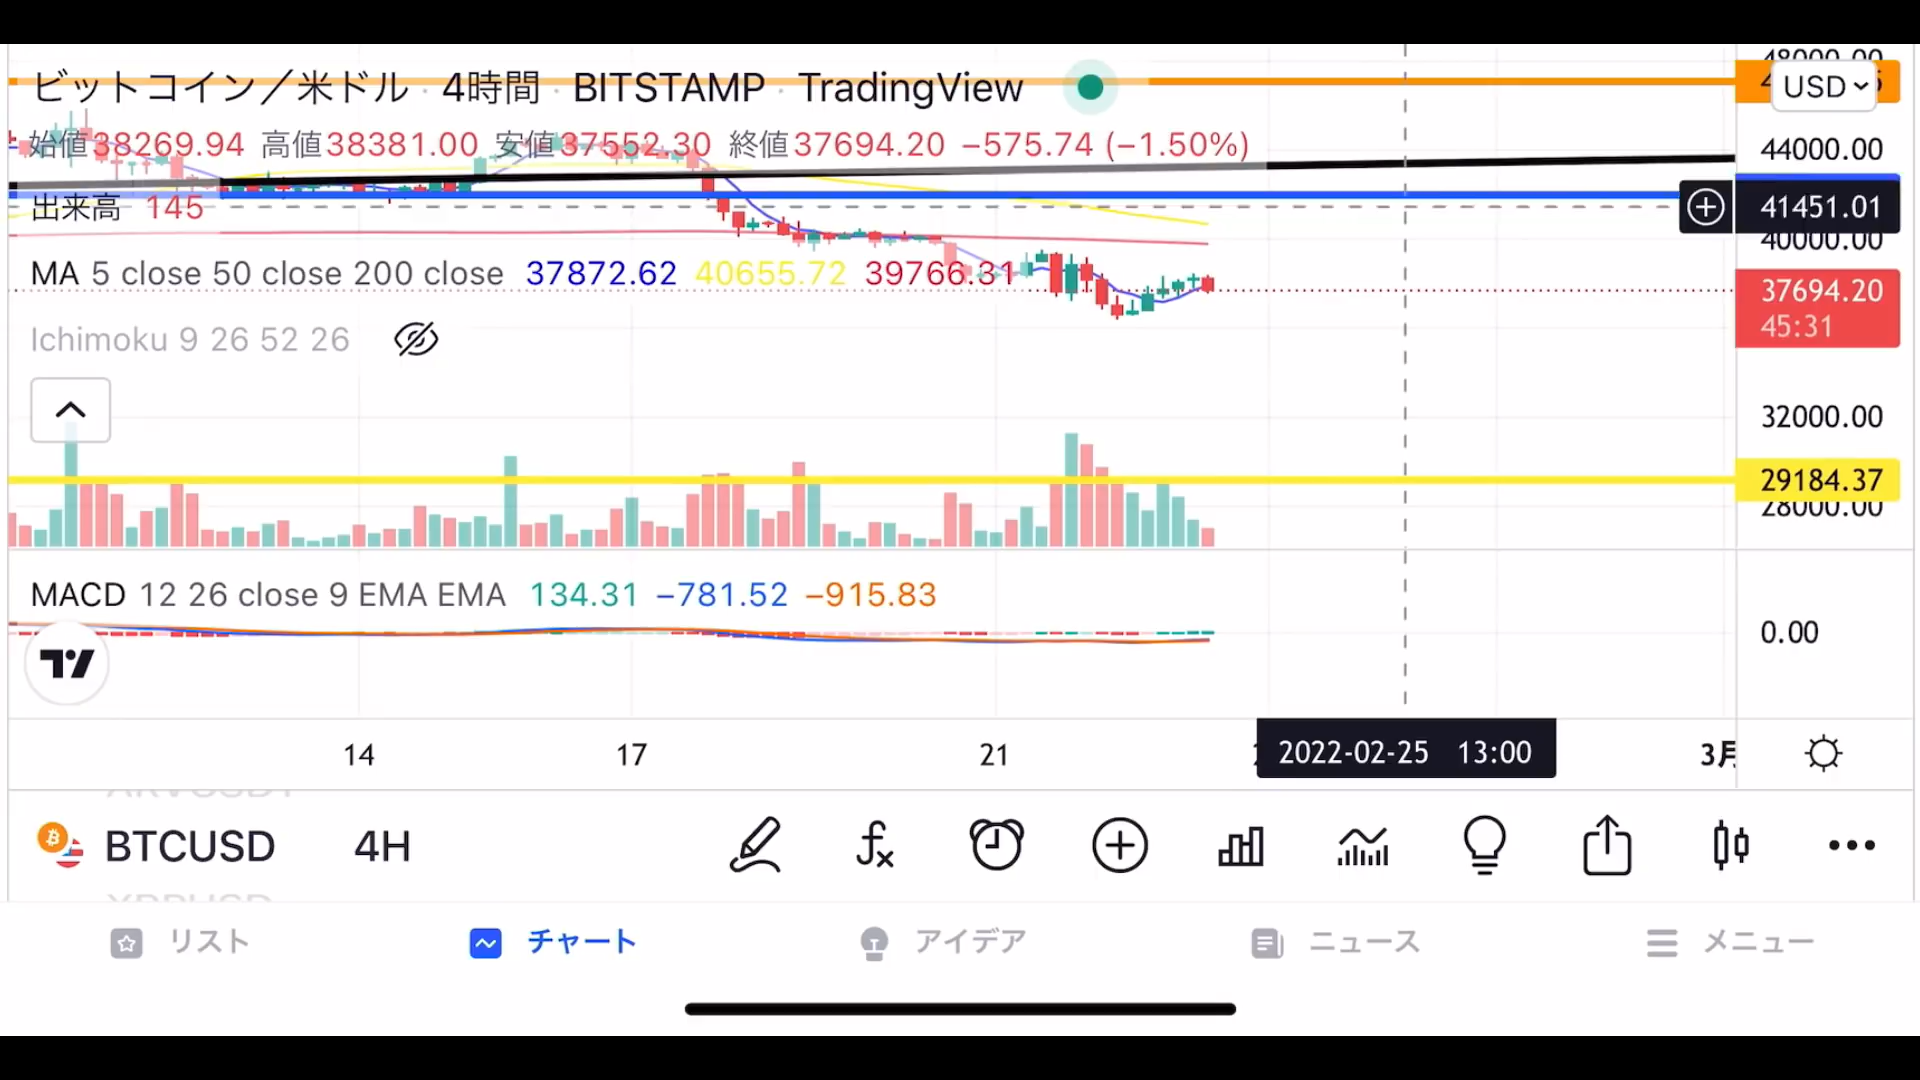 ビットコイン／米ドル · 4時間 · BITSTAMP · TradingView
USD
始値38269.94 高値38381.00 安値37552.30 終値37694.20 −575.74 (−1.50%)
48000.00
44000.00
出来高 145
41451.01
40000.00
MA 5 close 50 close 200 close 37872.62 40655.72 39766.31
37694.20
45:31
Ichimoku 9 26 52 26
32000.00
29184.37
28000.00
MACD 12 26 close 9 EMA EMA 134.31 −781.52 −915.83
0.00
14 17 21 2022-02-25 13:00 3月
BTCUSD 4H
XRPUSD
リスト チャート アイデア ニュース メニュー